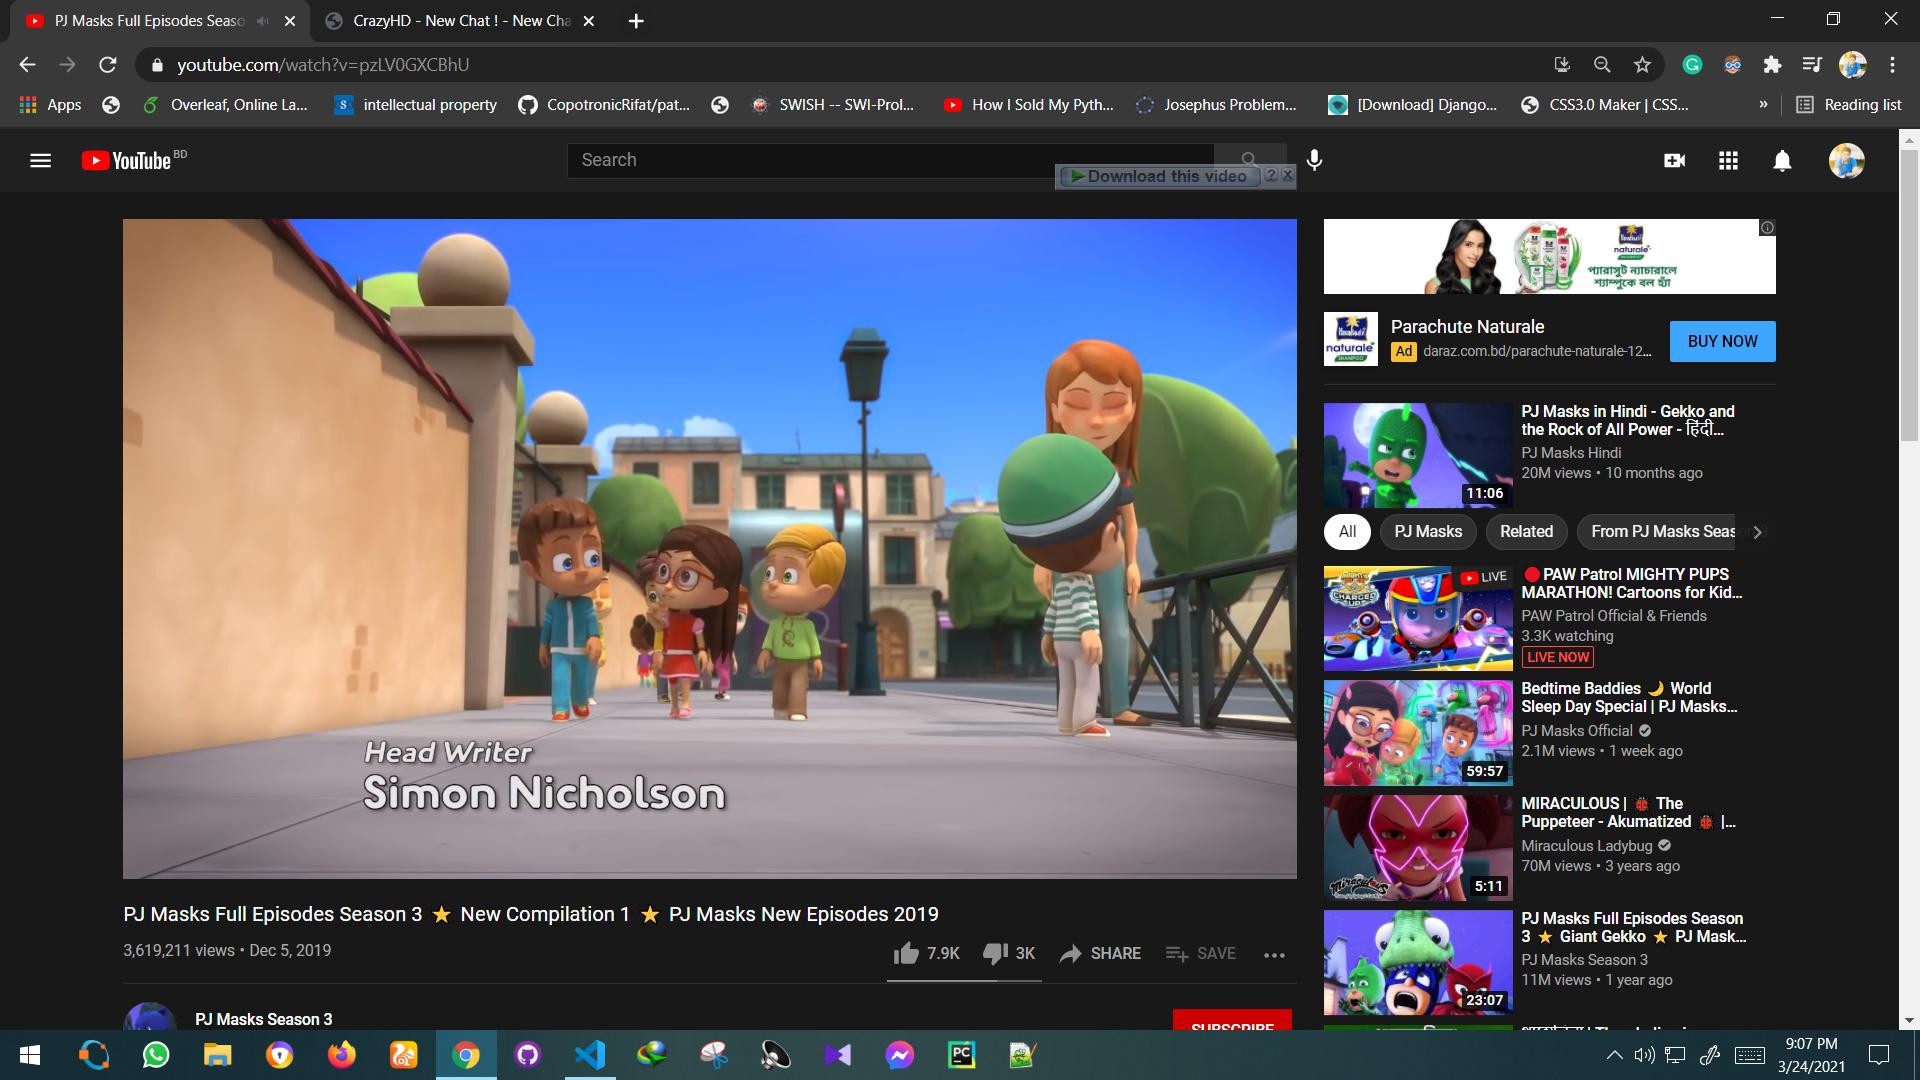 PJ Masks Full Episodes Seaso
CrazyHD - New Chat ! - New Cha
youtube.com/watch?v=pzLV0GXCBhU
Apps
Overleaf, Online La...
intellectual property
CopotronicRifat/pat...
SWISH -- SWI-Prol...
How I Sold My Pyth...
Josephus Problem...
[Download] Django...
CSS3.0 Maker | CSS...
»
Reading list
YouTube BD
Search
Download this video ? X
Head Writer
Simon Nicholson
PJ Masks Full Episodes Season 3 ⭐ New Compilation 1 ⭐ PJ Masks New Episodes 2019
3,619,211 views • Dec 5, 2019
7.9K
3K
SHARE
SAVE
PJ Masks Season 3
SUBSCRIBE
naturale
প্যারাসুট ন্যাচারালে
শ্যাম্পুকে বল হ্যাঁ
naturale
SHAMPOO
Parachute Naturale
Ad daraz.com.bd/parachute-naturale-12...
BUY NOW
PJ Masks in Hindi - Gekko and
the Rock of All Power - हिंदी...
PJ Masks Hindi
20M views • 10 months ago
11:06
All
PJ Masks
Related
From PJ Masks Season 3
CHARGED UP
LIVE
🔴PAW Patrol MIGHTY PUPS
MARATHON! Cartoons for Kid...
PAW Patrol Official & Friends
3.3K watching
LIVE NOW
Bedtime Baddies 🌙 World
Sleep Day Special | PJ Masks...
PJ Masks Official
2.1M views • 1 week ago
59:57
MIRACULOUS | 🐞 The
Puppeteer - Akumatized 🐞 |...
Miraculous Ladybug
70M views • 3 years ago
Miraculous
5:11
PJ Masks Full Episodes Season
3 ⭐ Giant Gekko ⭐ PJ Mask...
PJ Masks Season 3
11M views • 1 year ago
23:07
PC
9:07 PM
3/24/2021